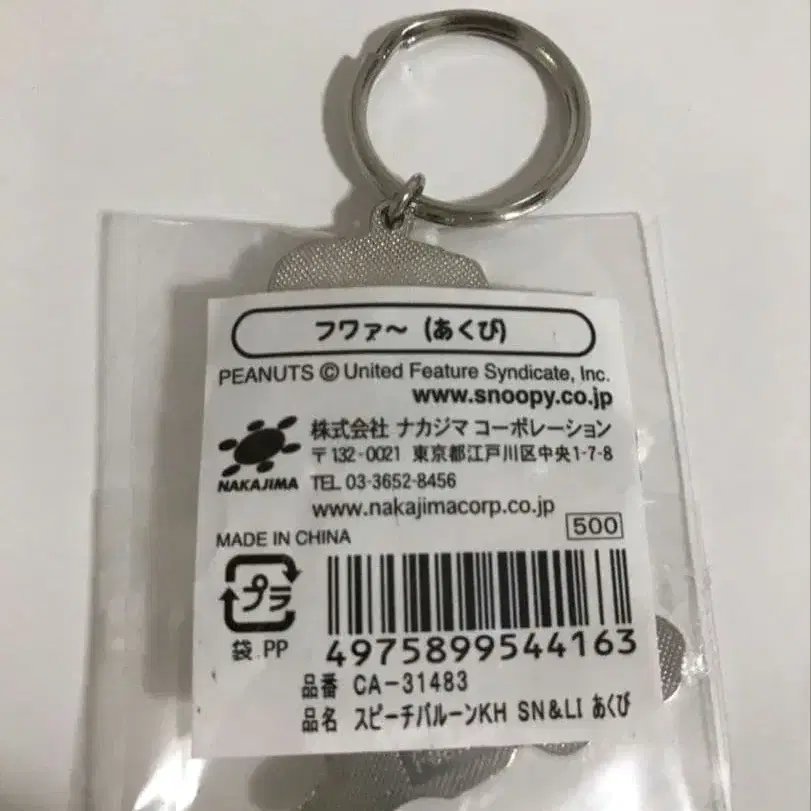 フワァ〜 (あくび)
PEANUTS © United Feature Syndicate, Inc.
www.snoopy.co.jp
NAKAJIMA
株式会社 ナカジマ コーポレーション
〒132-0021 東京都江戸川区中央1-7-8
TEL 03-3652-8456
www.nakajimacorp.co.jp
MADE IN CHINA
500
プラ
袋 PP
4975899544163
品番 CA-31483
品名 スピーチバルーンKH SN&LI あくび